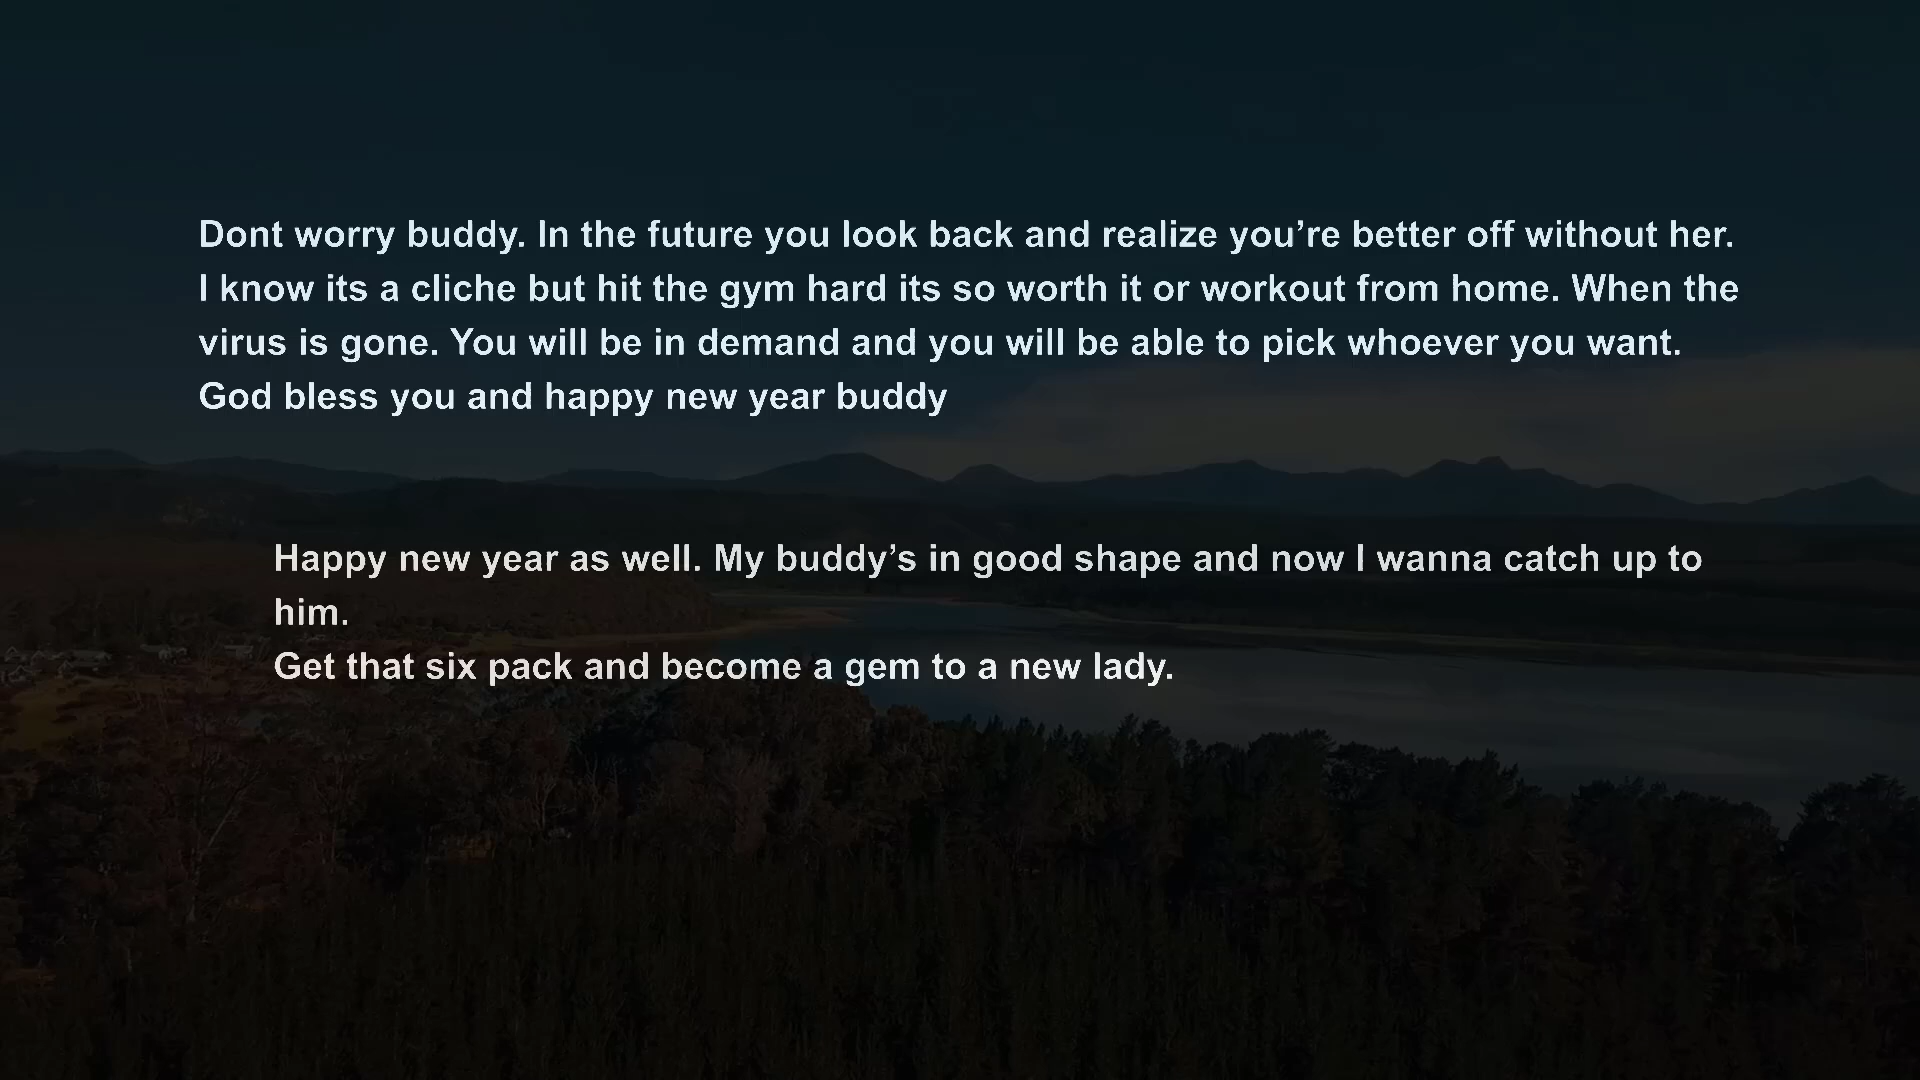 Dont worry buddy. In the future you look back and realize you’re better off without her.
I know its a cliche but hit the gym hard its so worth it or workout from home. When the
virus is gone. You will be in demand and you will be able to pick whoever you want.
God bless you and happy new year buddy
Happy new year as well. My buddy’s in good shape and now I wanna catch up to
him.
Get that six pack and become a gem to a new lady.